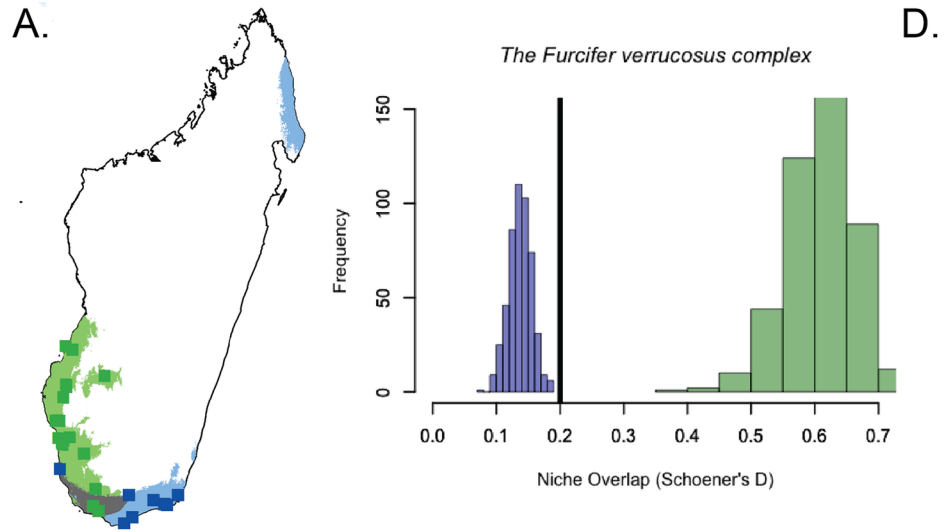 A.
D.
The Furcifer verrucosus complex
Frequency
150
100
50
0
0.0 0.1 0.2 0.3 0.4 0.5 0.6 0.7
Niche Overlap (Schoener's D)